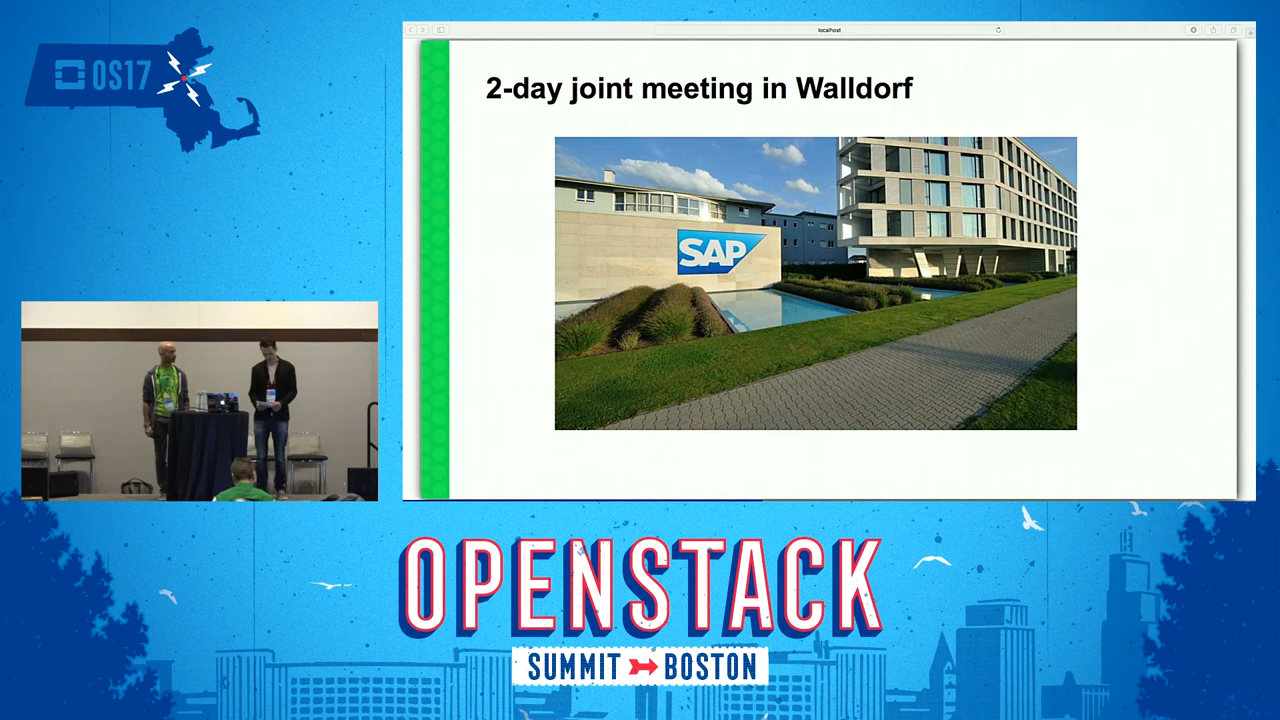 OS17
localhost
2-day joint meeting in Walldorf
SAP
OPENSTACK
SUMMIT BOSTON